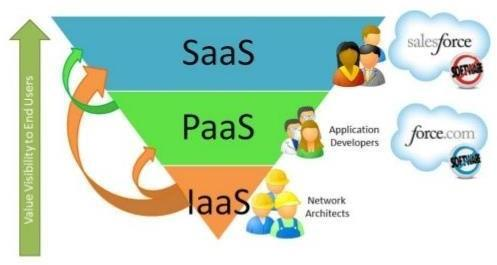 Value Visibility to End Users
SaaS
salesforce
SOFTWARE
PaaS
Application
Developers
force.com
SOFTWARE
IaaS
Network
Architects